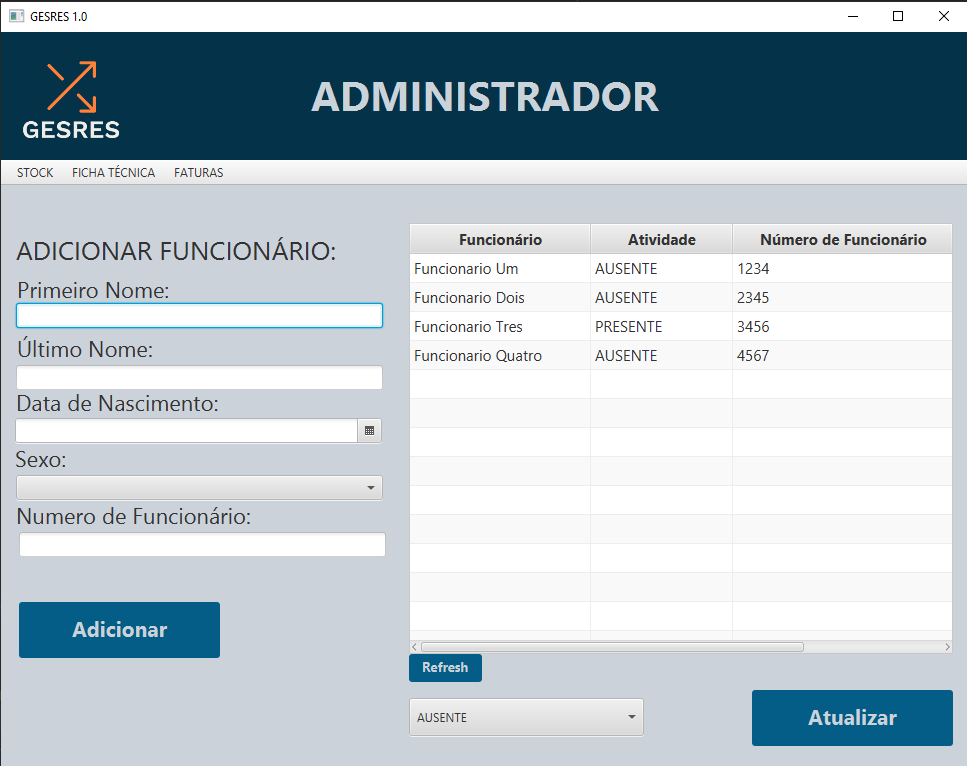 GESRES 1.0
GESRES
ADMINISTRADOR
STOCK FICHA TÉCNICA FATURAS
ADICIONAR FUNCIONÁRIO:
Primeiro Nome:
Último Nome:
Data de Nascimento:
Sexo:
Numero de Funcionário:
Adicionar
Funcionário Atividade Número de Funcionário
Funcionario Um AUSENTE 1234
Funcionario Dois AUSENTE 2345
Funcionario Tres PRESENTE 3456
Funcionario Quatro AUSENTE 4567
Refresh
AUSENTE
Atualizar